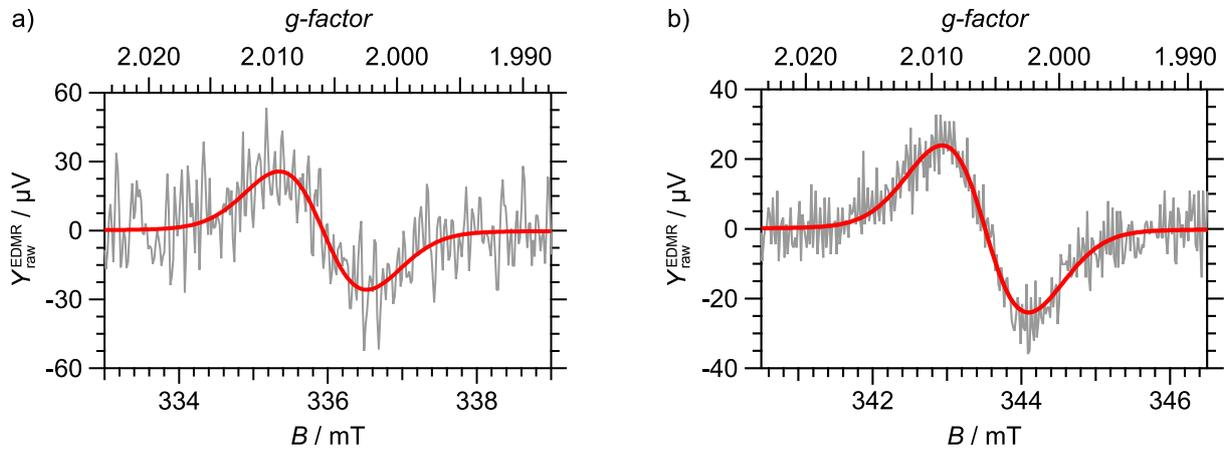 a)
g-factor
2.020 2.010 2.000 1.990
60
30
0
-30
-60
Y EDMR raw / µV
334 336 338
B / mT
b)
g-factor
2.020 2.010 2.000 1.990
40
20
0
-20
-40
Y EDMR raw / µV
342 344 346
B / mT